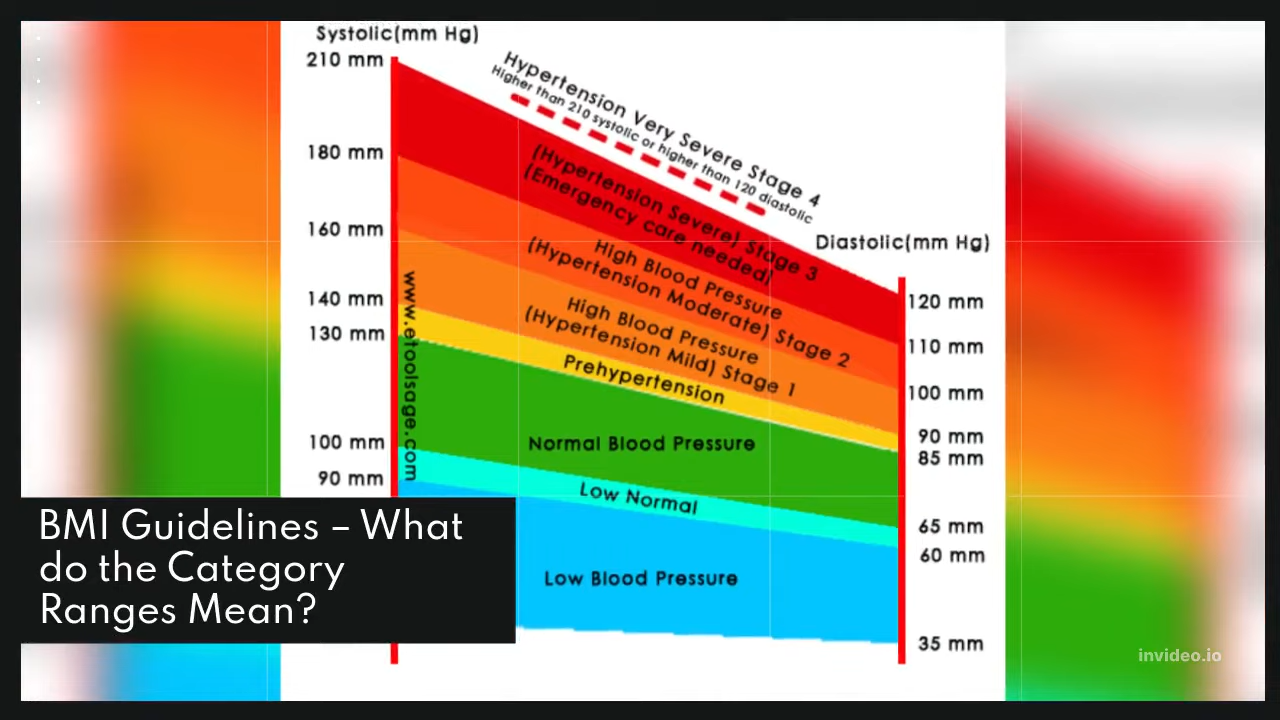 Systolic(mm Hg)
210 mm
180 mm
160 mm
140 mm
130 mm
100 mm
90 mm
Hypertension Very Severe Stage 4
Higher than 210 systolic or higher than 120 diastolic
(Hypertension Severe) Stage 3
(Emergency care needed)
High Blood Pressure
(Hypertension Moderate) Stage 2
High Blood Pressure
(Hypertension Mild) Stage 1
Prehypertension
Normal Blood Pressure
Low Normal
Low Blood Pressure
www.etoolsage.com
Diastolic(mm Hg)
120 mm
110 mm
100 mm
90 mm
85 mm
65 mm
60 mm
35 mm
BMI Guidelines – What
do the Category
Ranges Mean?
invideo.io